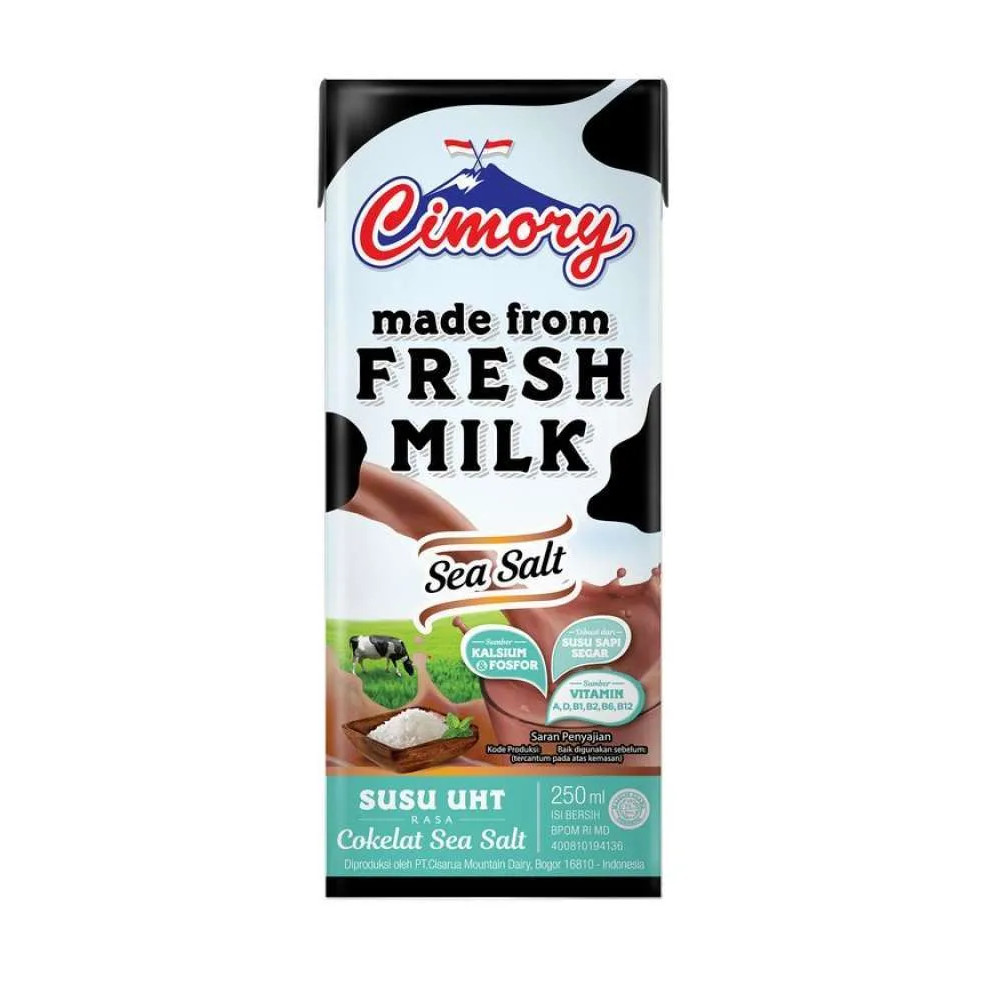 Cimory
made from
FRESH
MILK
Sea Salt
Sumber
KALSIUM
& FOSFOR
Dibuat dari
SUSU SAPI
SEGAR
Sumber
VITAMIN
A, D, B1, B2, B6, B12
Saran Penyajian
Kode Produksi: Baik digunakan sebelum:
(tercantum pada atas kemasan)
SUSU UHT
RASA
Cokelat Sea Salt
250 ml
ISI BERSIH
BPOM RI MD
400810194136
Diproduksi oleh PT.Cisarua Mountain Dairy, Bogor 16810 - Indonesia